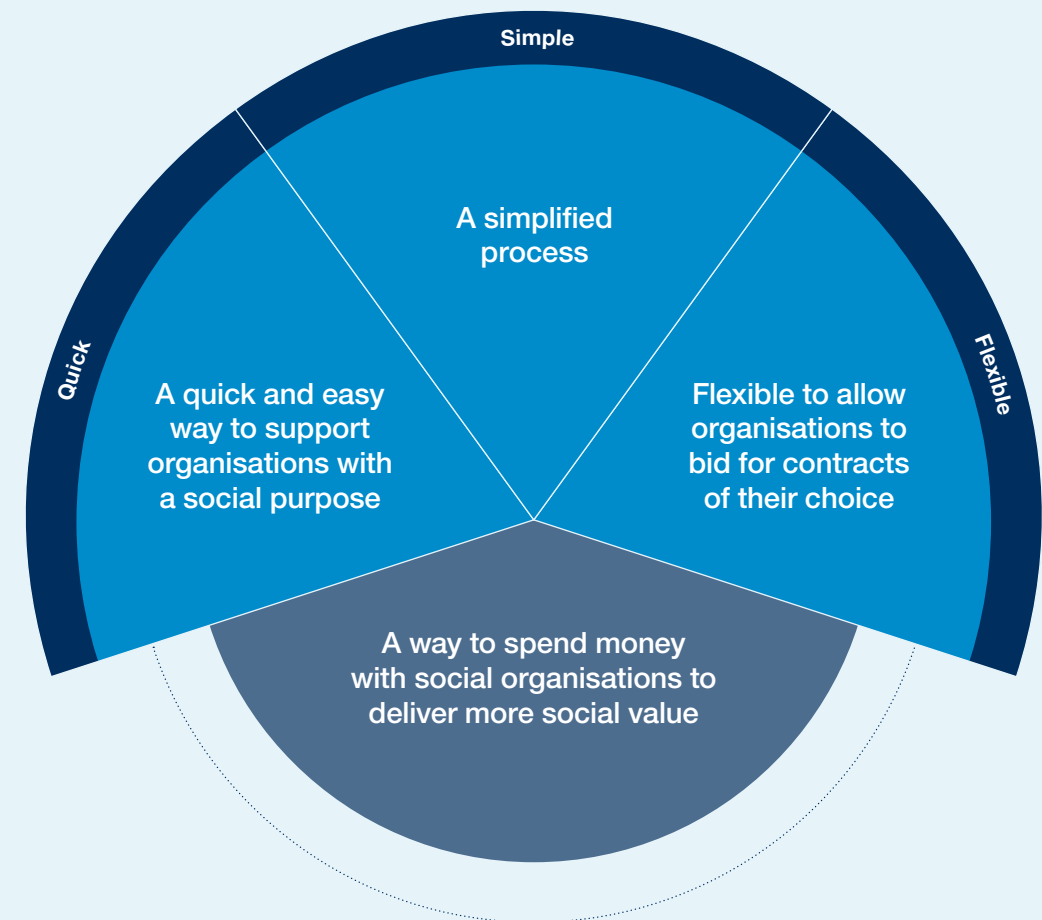 Simple
A simplified
process
Quick
A quick and easy
way to support
organisations with
a social purpose
Flexible
Flexible to allow
organisations to
bid for contracts
of their choice
A way to spend money
with social organisations to
deliver more social value